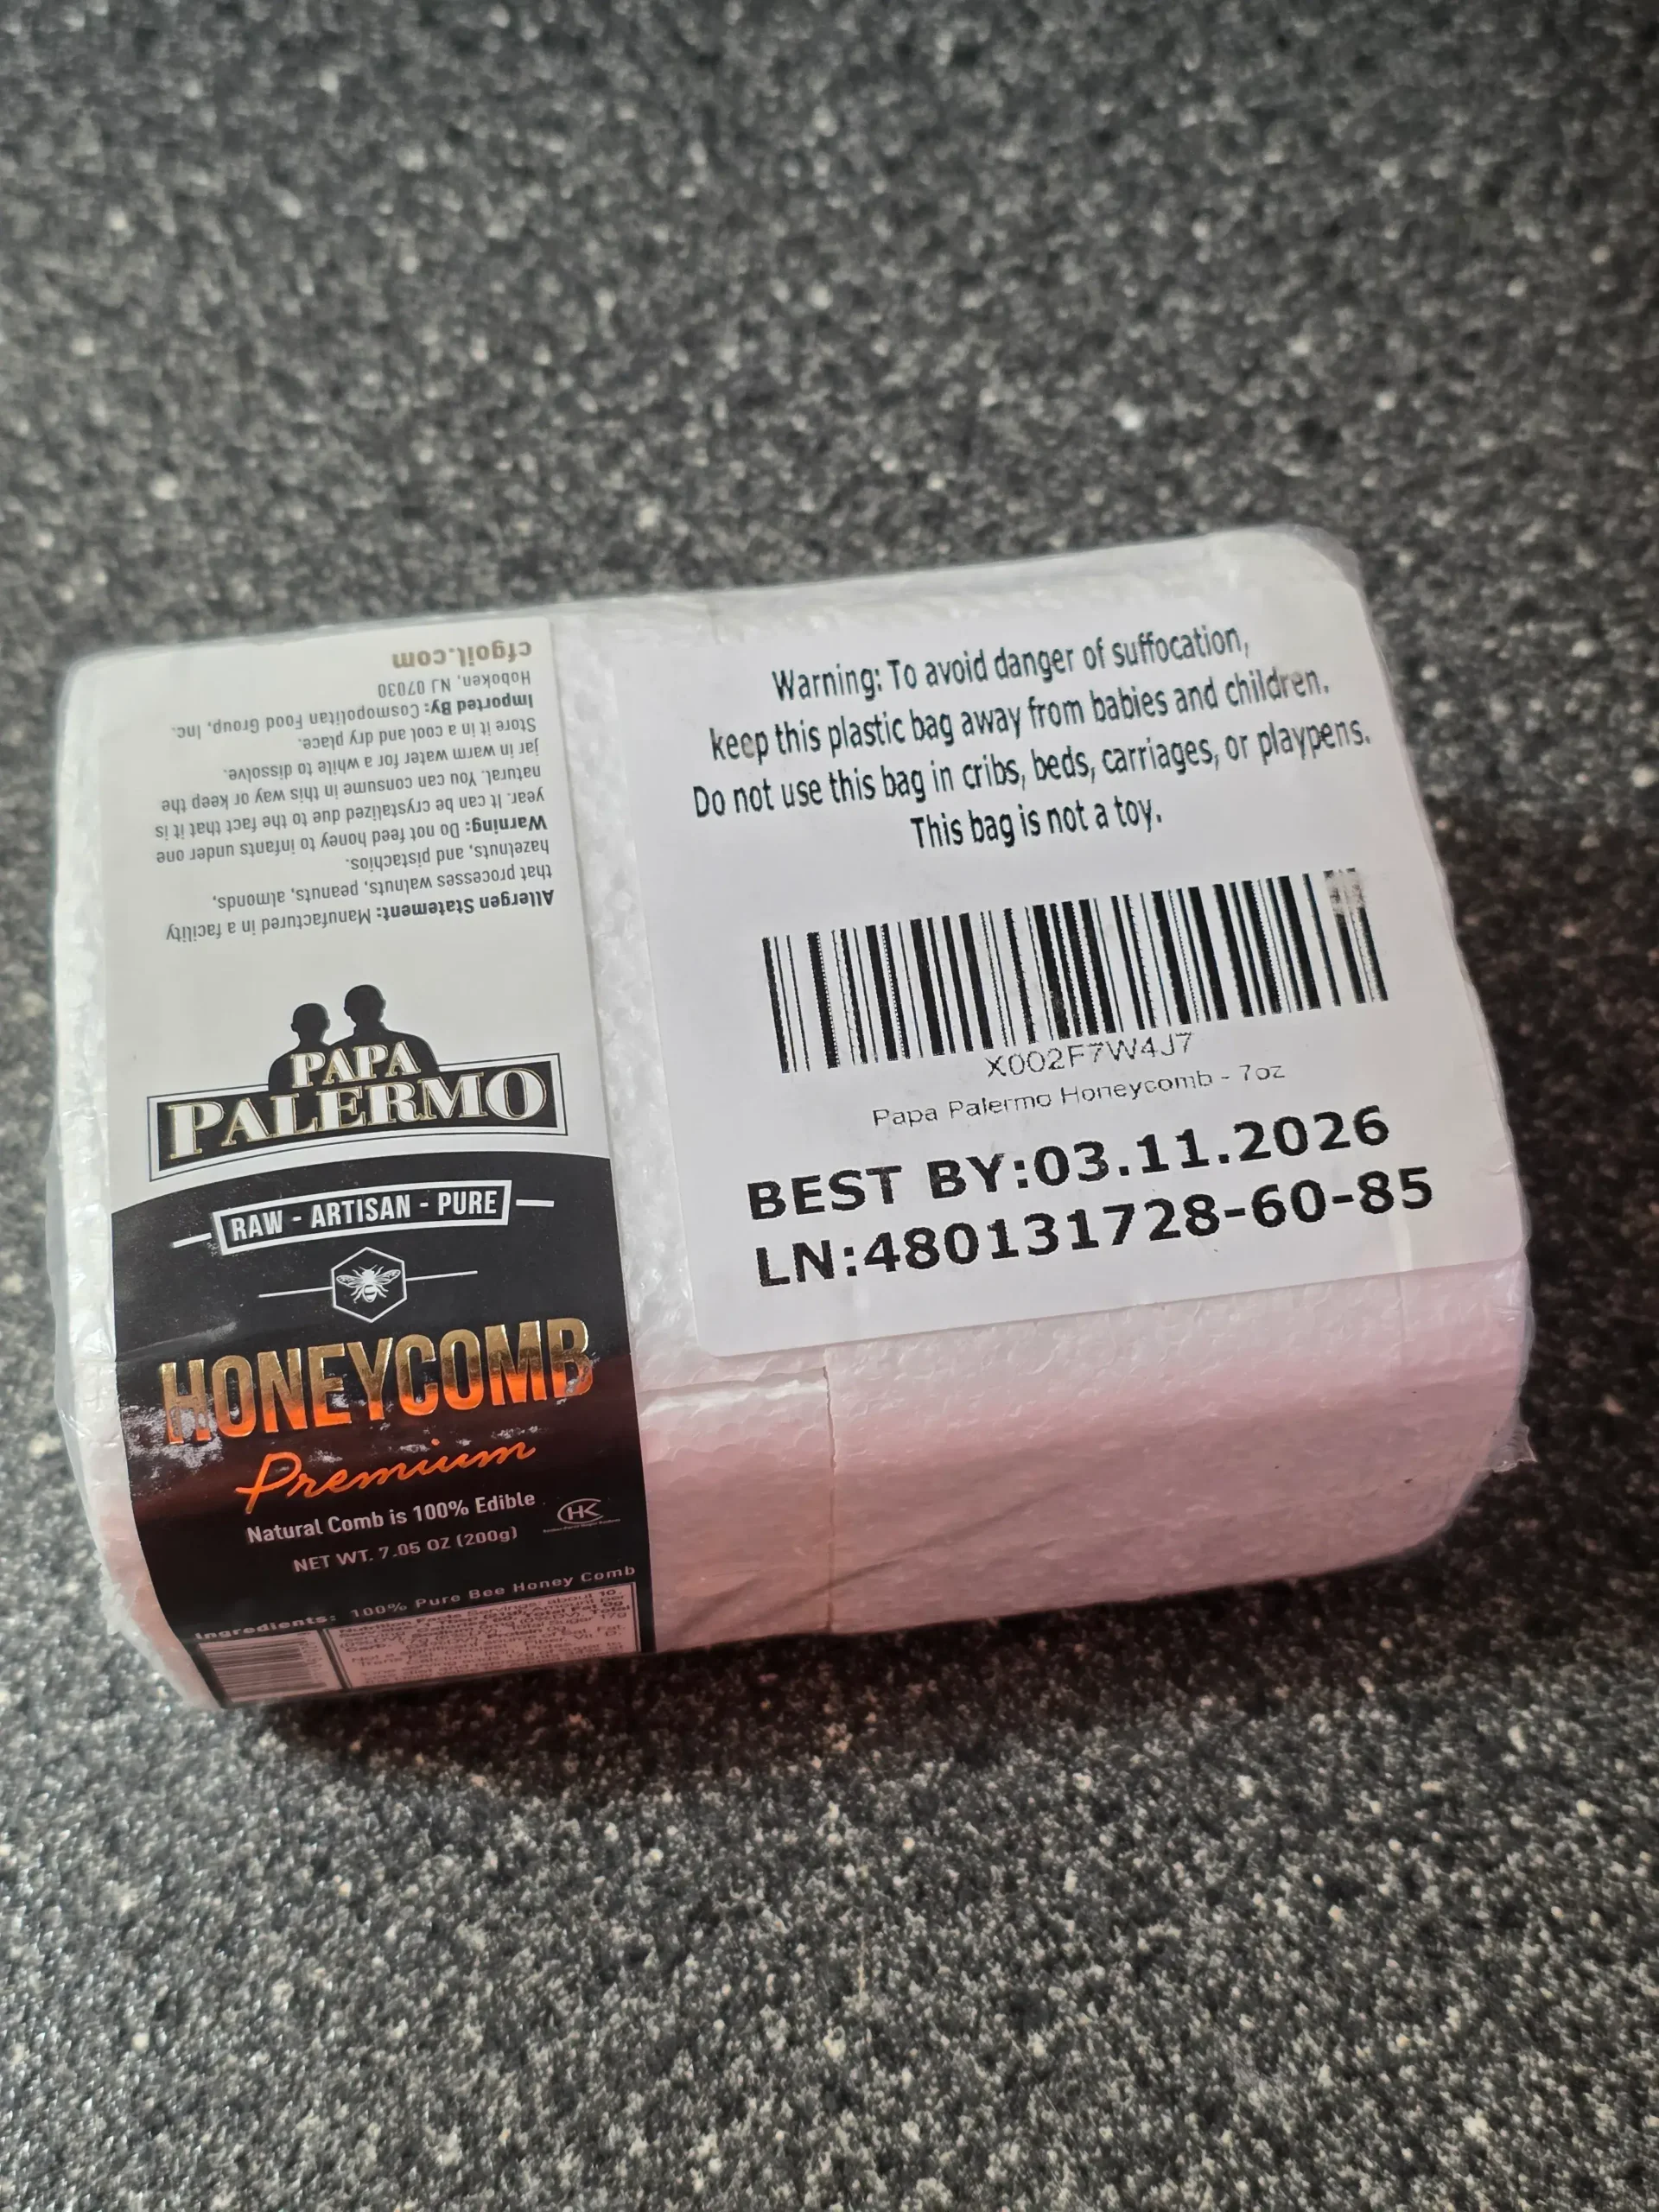 cfgoil.com
Hoboken, NJ 07030
Imported By: Cosmopolitan Food Group, Inc.
Store it in a cool and dry place.
jar in warm water for a while to dissolve.
natural. You can consume in this way or keep the
year. It can be crystalized due to the fact that it is
Warning: Do not feed honey to infants under one
hazelnuts, and pistachios.
that processes walnuts, peanuts, almonds,
Allergen Statement: Manufactured in a facility
PAPA
PALERMO
RAW - ARTISAN - PURE
HONEYCOMB
Premium
Natural Comb is 100% Edible
HK
NET WT. 7.05 OZ (200g)
Ingredients: 100% Pure Bee Honey Comb
Warning: To avoid danger of suffocation,
keep this plastic bag away from babies and children.
Do not use this bag in cribs, beds, carriages, or playpens.
This bag is not a toy.
X002F7W4J7
Papa Palermo Honeycomb - 7oz
BEST BY:03.11.2026
LN:480131728-60-85